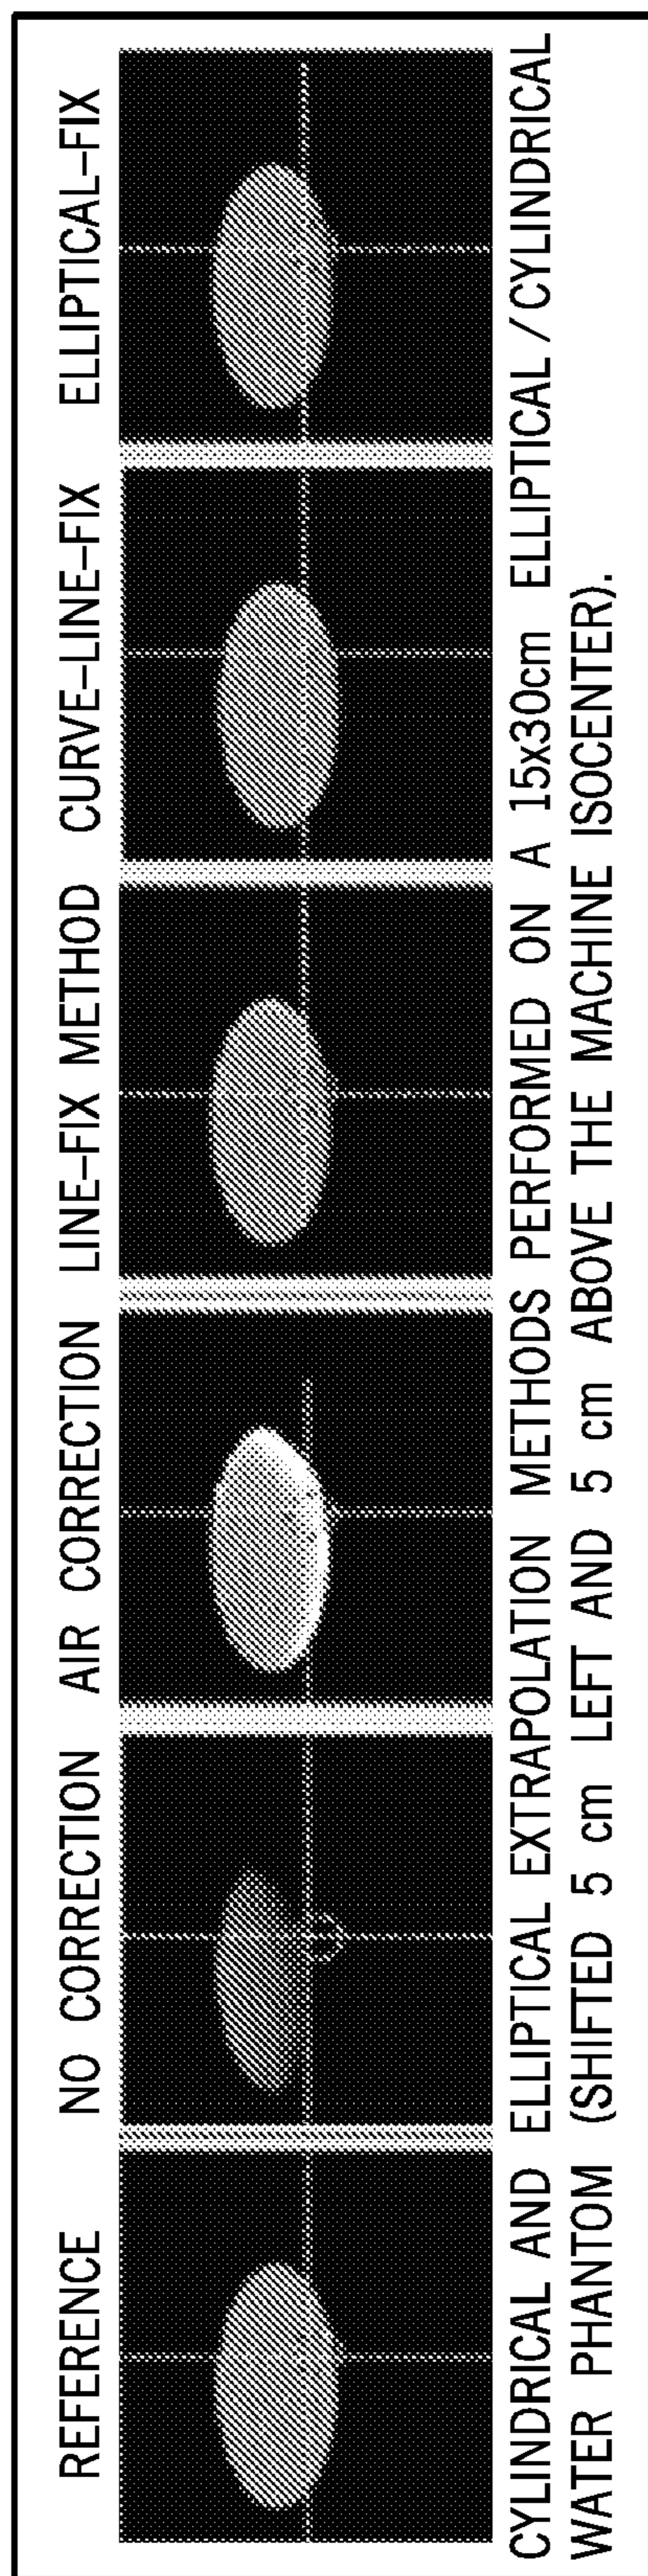 REFERENCE NO CORRECTION AIR CORRECTION LINE–FIX METHOD CURVE–LINE–FIX ELLIPTICAL–FIX
CYLINDRICAL AND ELLIPTICAL EXTRAPOLATION METHODS PERFORMED ON A 15x30cm ELLIPTICAL/CYLINDRICAL
WATER PHANTOM (SHIFTED 5 cm LEFT AND 5 cm ABOVE THE MACHINE ISOCENTER).